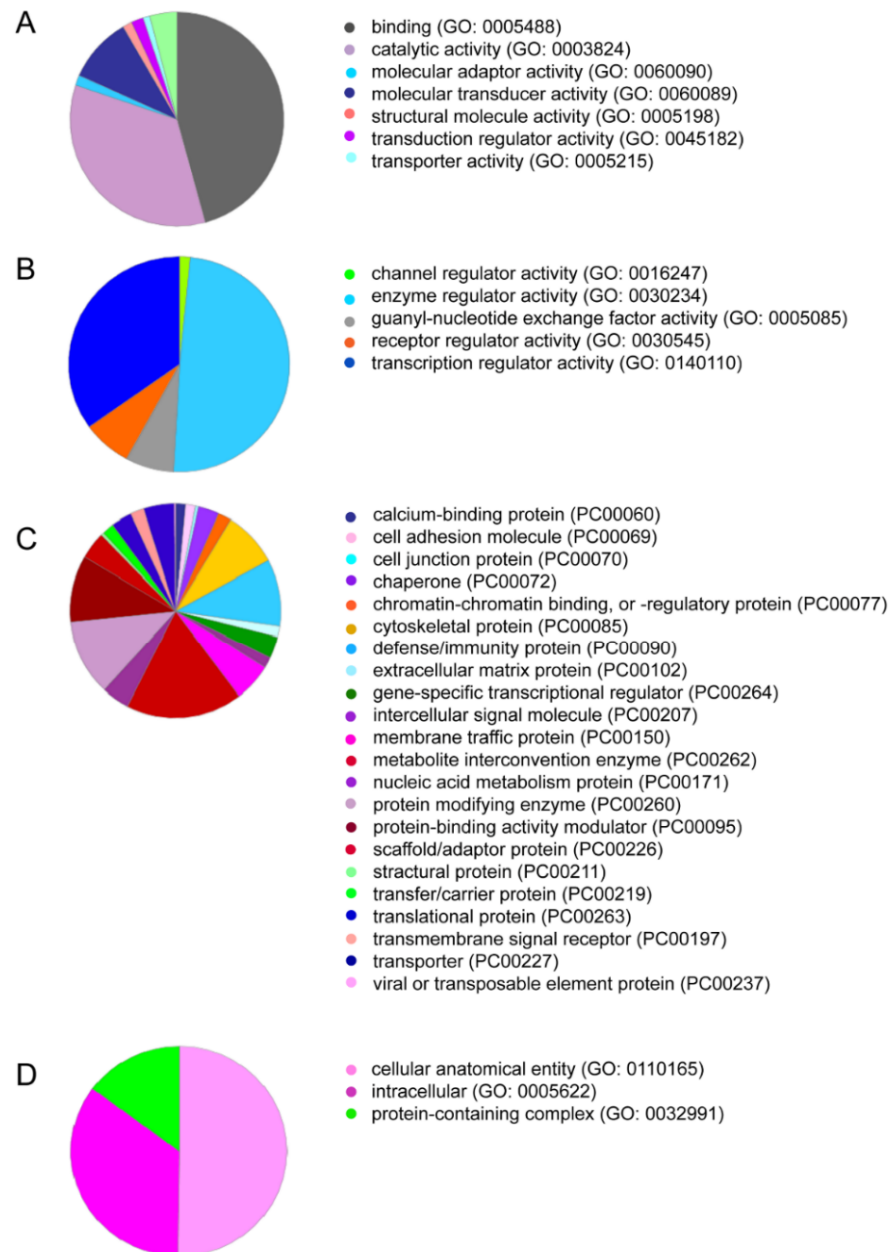 A
binding (GO: 0005488)
catalytic activity (GO: 0003824)
molecular adaptor activity (GO: 0060090)
molecular transducer activity (GO: 0060089)
structural molecule activity (GO: 0005198)
transduction regulator activity (GO: 0045182)
transporter activity (GO: 0005215)
B
channel regulator activity (GO: 0016247)
enzyme regulator activity (GO: 0030234)
guanyl-nucleotide exchange factor activity (GO: 0005085)
receptor regulator activity (GO: 0030545)
transcription regulator activity (GO: 0140110)
C
calcium-binding protein (PC00060)
cell adhesion molecule (PC00069)
cell junction protein (PC00070)
chaperone (PC00072)
chromatin-chromatin binding, or -regulatory protein (PC00077)
cytoskeletal protein (PC00085)
defense/immunity protein (PC00090)
extracellular matrix protein (PC00102)
gene-specific transcriptional regulator (PC00264)
intercellular signal molecule (PC00207)
membrane traffic protein (PC00150)
metabolite interconvention enzyme (PC00262)
nucleic acid metabolism protein (PC00171)
protein modifying enzyme (PC00260)
protein-binding activity modulator (PC00095)
scaffold/adaptor protein (PC00226)
stractural protein (PC00211)
transfer/carrier protein (PC00219)
translational protein (PC00263)
transmembrane signal receptor (PC00197)
transporter (PC00227)
viral or transposable element protein (PC00237)
D
cellular anatomical entity (GO: 0110165)
intracellular (GO: 0005622)
protein-containing complex (GO: 0032991)